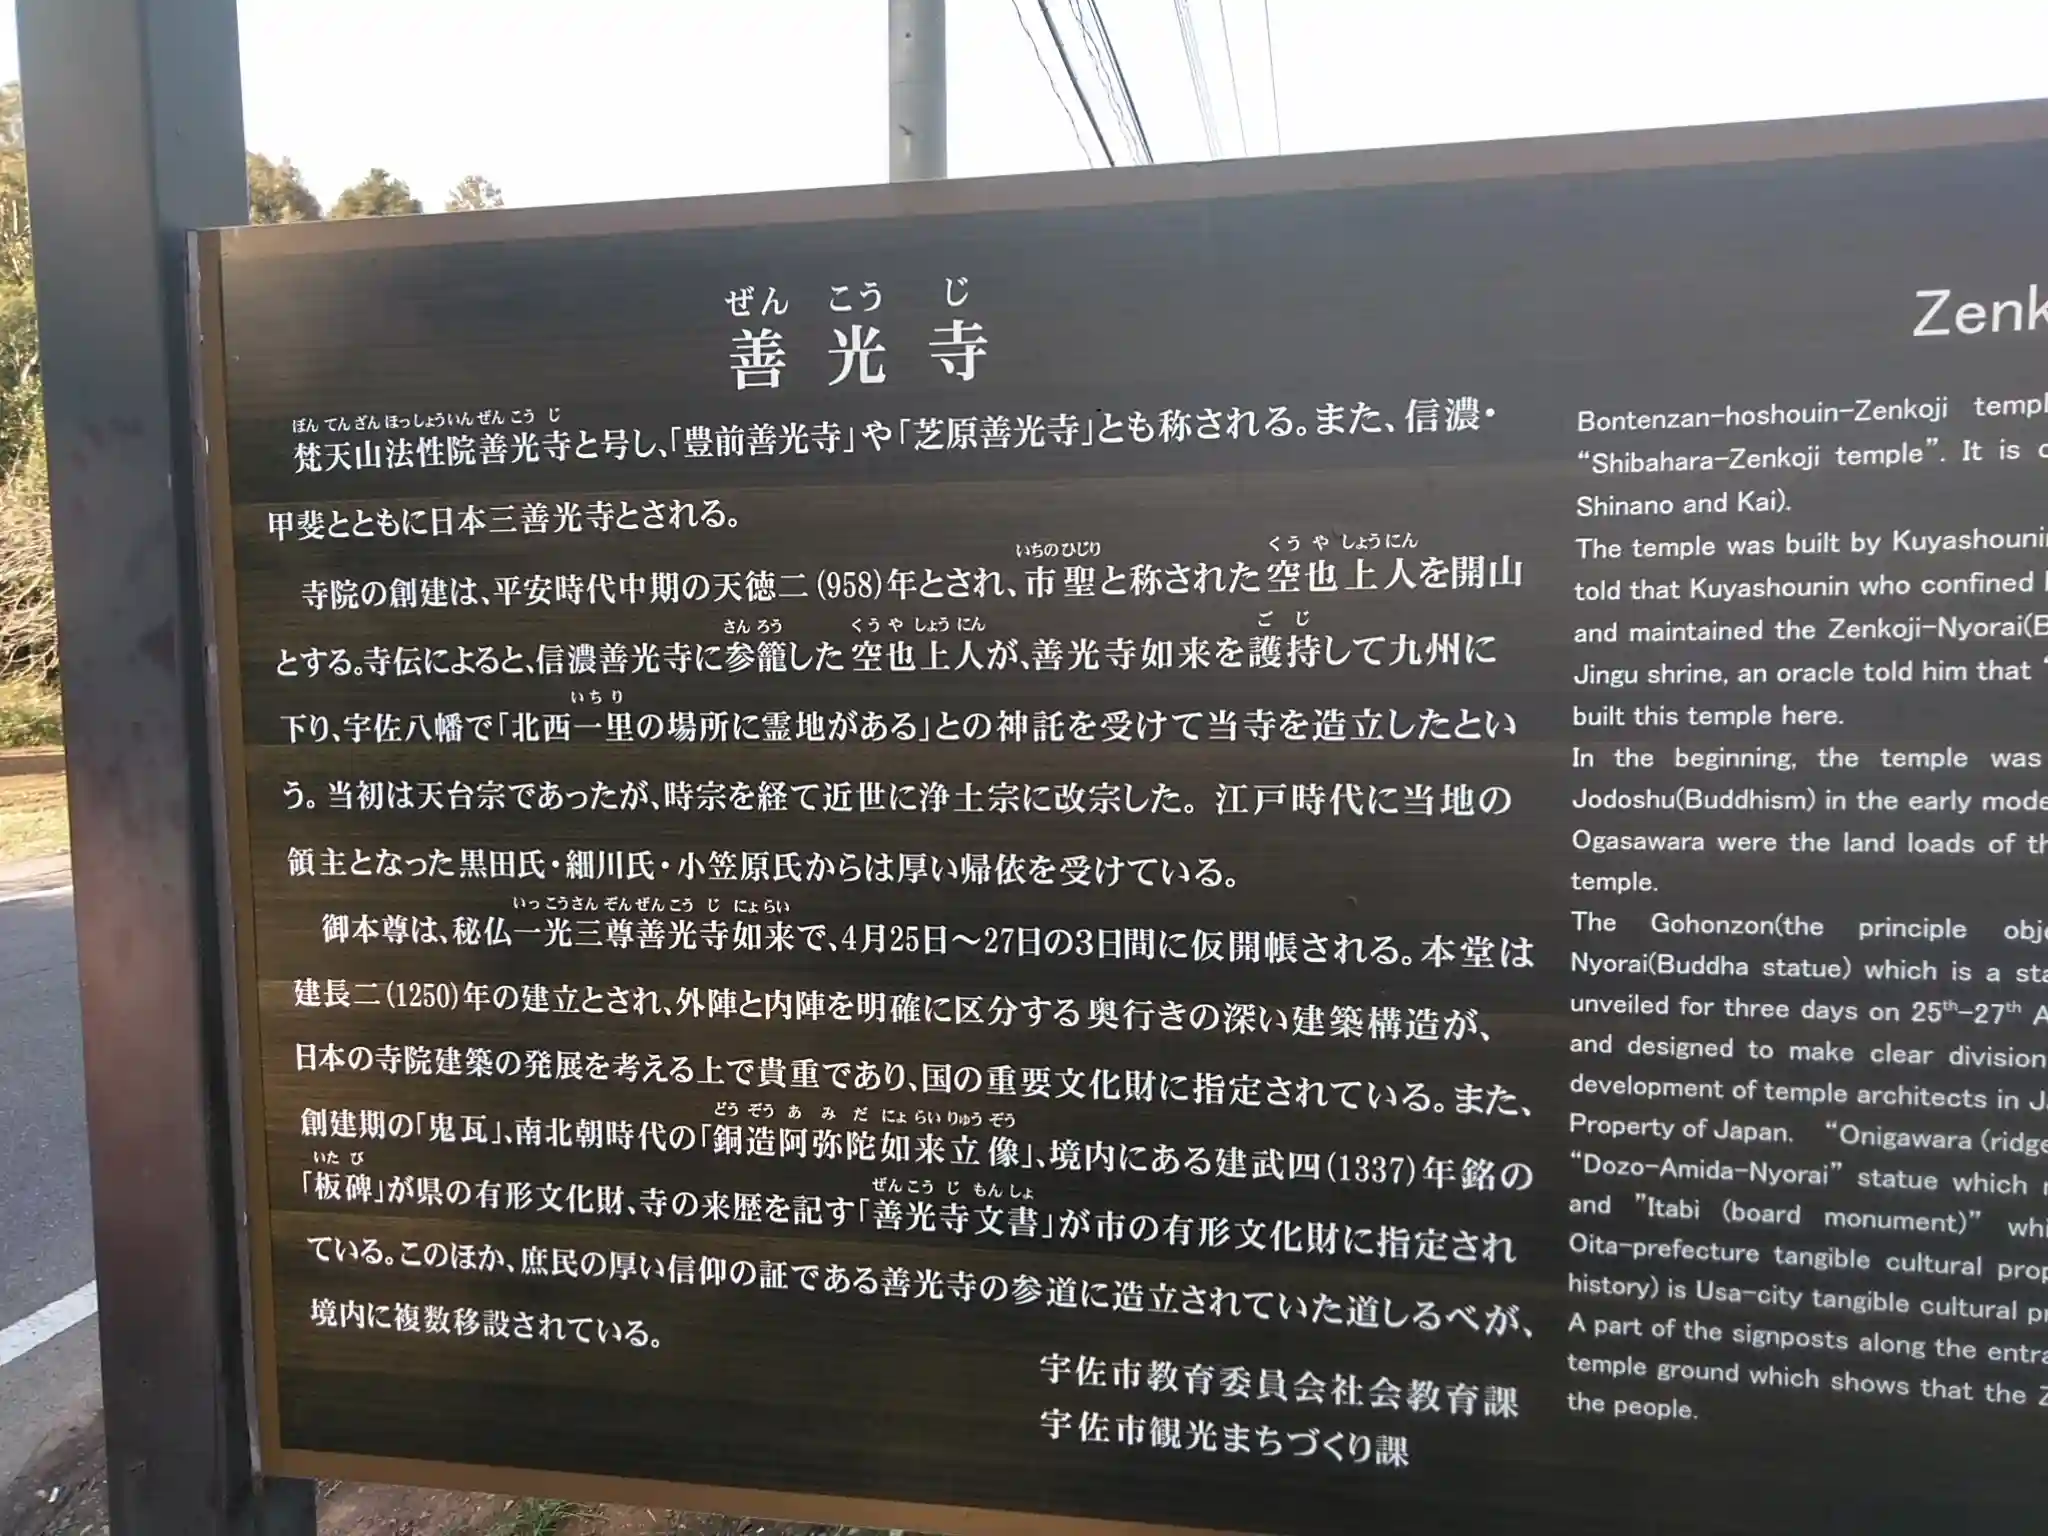 ぜん こう じ
善光寺
ぼん てん ざん ほっ しょう いん ぜん こう じ
梵天山法性院善光寺と号し、「豊前善光寺」や「芝原善光寺」とも称される。また、信濃・
甲斐とともに日本三善光寺とされる。
いちのひじり くう や しょう にん
寺院の創建は、平安時代中期の天徳二(958)年とされ、市聖と称された空也上人を開山
さん ろう くう や しょう にん ご じ
とする。寺伝によると、信濃善光寺に参籠した空也上人が、善光寺如来を護持して九州に
いち り
下り、宇佐八幡で「北西一里の場所に霊地がある」との神託を受けて当寺を造立したとい
う。当初は天台宗であったが、時宗を経て近世に浄土宗に改宗した。江戸時代に当地の
領主となった黒田氏・細川氏・小笠原氏からは厚い帰依を受けている。
いっ こう さん ぞん ぜん こう じ にょ らい
御本尊は、秘仏一光三尊善光寺如来で、4月25日～27日の3日間に仮開帳される。本堂は
建長二(1250)年の建立とされ、外陣と内陣を明確に区分する奥行きの深い建築構造が、
日本の寺院建築の発展を考える上で貴重であり、国の重要文化財に指定されている。また、
どう ぞう あ み だ にょ らい りゅう ぞう
創建期の「鬼瓦」、南北朝時代の「銅造阿弥陀如来立像」、境内にある建武四(1337)年銘の
いた び ぜん こう じ もん じょ
「板碑」が県の有形文化財、寺の来歴を記す「善光寺文書」が市の有形文化財に指定され
ている。このほか、庶民の厚い信仰の証である善光寺の参道に造立されていた道しるべが、
境内に複数移設されている。
宇佐市教育委員会社会教育課
宇佐市観光まちづくり課
Zenk
Bontenzan-hoshouin-Zenkoji templ
“Shibahara-Zenkoji temple”. It is
Shinano and Kai).
The temple was built by Kuyashouni
told that Kuyashounin who confined
and maintained the Zenkoji-Nyorai(B
Jingu shrine, an oracle told him that “
built this temple here.
In the beginning, the temple was
Jodoshu(Buddhism) in the early mode
Ogasawara were the land loads of th
temple.
The Gohonzon(the principle obje
Nyorai(Buddha statue) which is a sta
unveiled for three days on 25th-27th A
and designed to make clear division
development of temple architects in J
Property of Japan. “Onigawara (ridge
“Dozo-Amida-Nyorai” statue which
and ”Itabi (board monument)” whi
Oita-prefecture tangible cultural prop
history) is Usa-city tangible cultural p
A part of the signposts along the entra
temple ground which shows that the Z
the people.